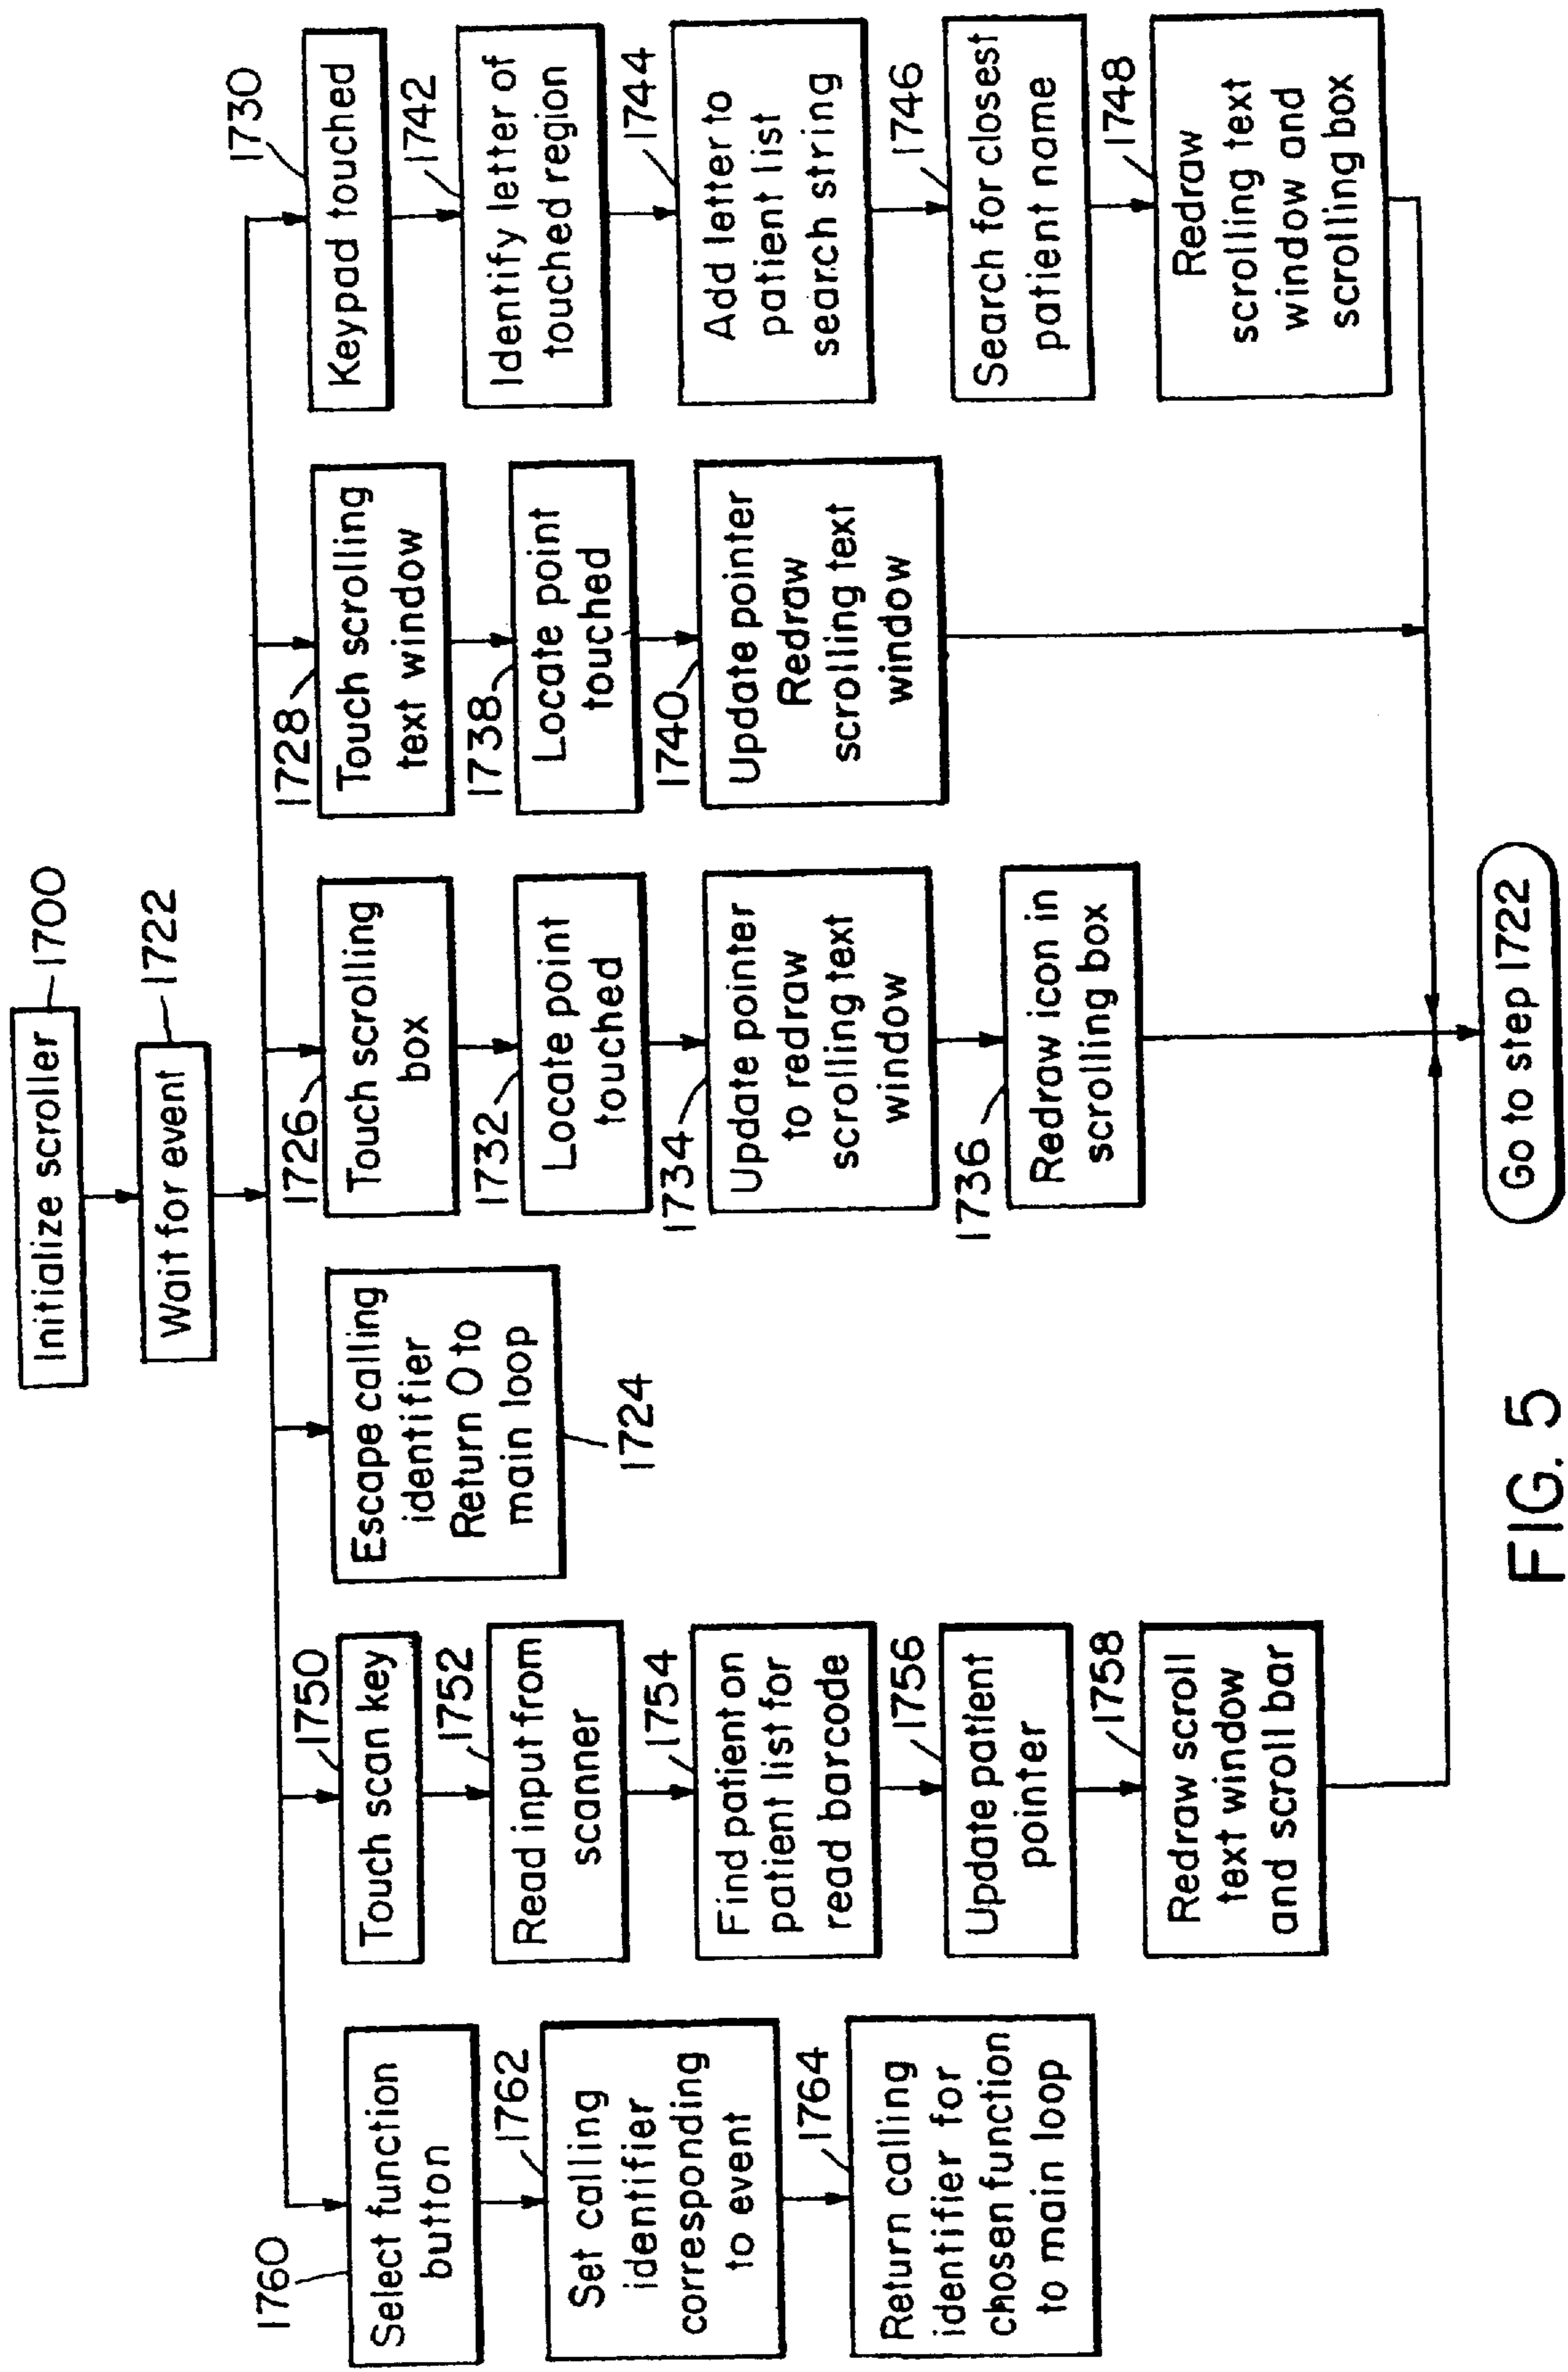 Initialize scroller
1700
Wait for event
1722
1760
Select function
button
1762
Set calling
identifier
corresponding
to event
1764
Return calling
identifier for
chosen function
to main loop
1750
Touch scan key
1752
Read input from
scanner
1754
Find patient on
patient list for
read barcode
1756
Update patient
pointer
1758
Redraw scroll
text window
and scroll bar
Escape calling
identifier
Return 0 to
main loop
1724
1726
Touch scrolling
box
1732
Locate point
touched
1734
Update pointer
to redraw
scrolling text
window
1736
Redraw icon in
scrolling box
1728
Touch scrolling
text window
1738
Locate point
touched
1740
Update pointer
Redraw
scrolling text
window
1730
Keypad touched
1742
Identify letter of
touched region
1744
Add letter to
patient list
search string
1746
Search for closest
patient name
1748
Redraw
scrolling text
window and
scrolling box
Go to step 1722
FIG. 5